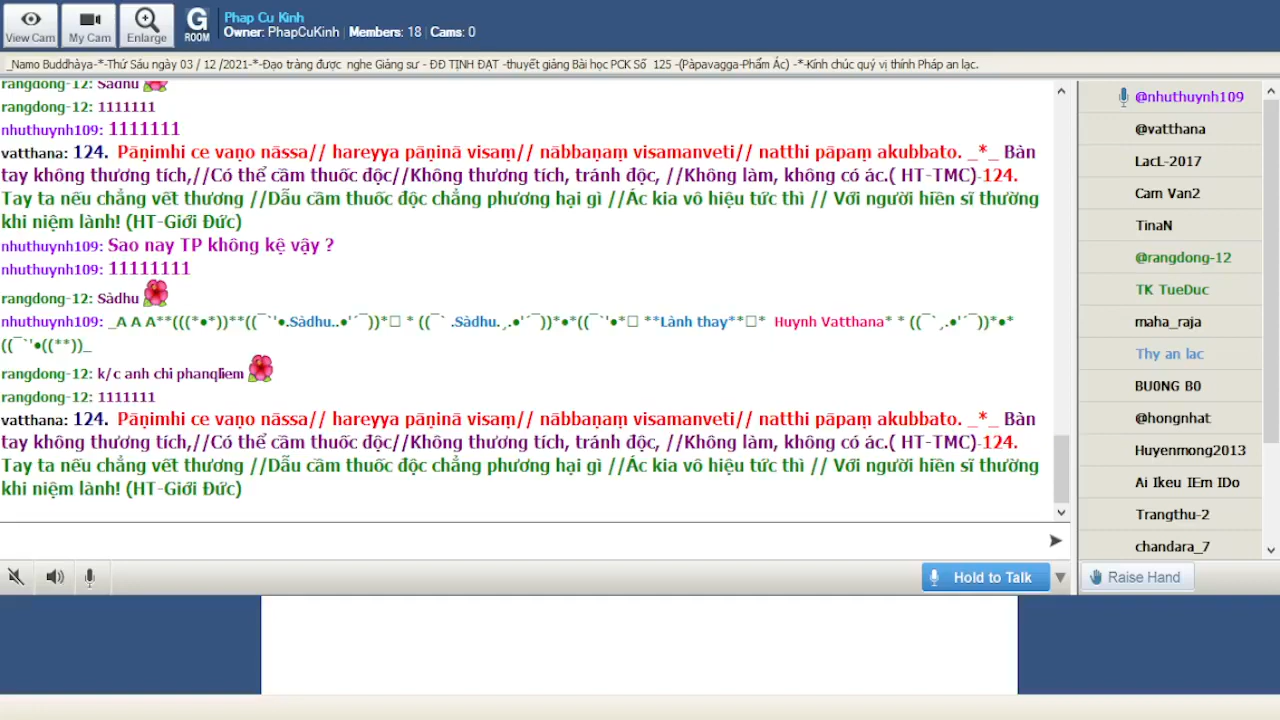 View Cam
My Cam
Enlarge
G
ROOM
Phap Cu Kinh
Owner: PhapCuKinh | Members: 18 | Cams: 0
_Namo Buddhàya-*-Thứ Sáu ngày 03 / 12 /2021-*-Đạo tràng được nghe Giảng sư - ĐĐ TỊNH ĐẠT -thuyết giảng Bài học PCK Số 125 -(Pàpavagga-Phẩm Ác) -*-Kính chúc quý vị thính Pháp an lạc.
rangdong-12: Sàdhu
rangdong-12: 1111111
nhuthuynh109: 1111111
vatthana: 124. Pāṇimhi ce vaṇo nāssa// hareyya pāṇinā visaṃ// nābbaṇaṃ visamanveti// natthi pāpaṃ akubbato. _*_ Bàn
tay không thương tích,//Có thể cầm thuốc độc//Không thương tích, tránh độc, //Không làm, không có ác.( HT-TMC)-124.
Tay ta nếu chẳng vết thương //Dẫu cầm thuốc độc chẳng phương hại gì //Ác kia vô hiệu tức thì // Với người hiền sĩ thường
khi niệm lành! (HT-Giới Đức)
nhuthuynh109: Sao nay TP không kệ vậy ?
nhuthuynh109: 11111111
rangdong-12: Sàdhu
nhuthuynh109: _A A A**(((*•*))**((¯`'•.Sàdhu..•'´¯))*  * ((¯` .Sàdhu.¸.•'´¯))*•*((¯`'•*  **Lành thay** *  Huynh Vatthana* * ((¯`¸.•'´¯))*•*
((¯`'•((**))_
rangdong-12: k/c anh chi phanqliem
rangdong-12: 1111111
vatthana: 124. Pāṇimhi ce vaṇo nāssa// hareyya pāṇinā visaṃ// nābbaṇaṃ visamanveti// natthi pāpaṃ akubbato. _*_ Bàn
tay không thương tích,//Có thể cầm thuốc độc//Không thương tích, tránh độc, //Không làm, không có ác.( HT-TMC)-124.
Tay ta nếu chẳng vết thương //Dẫu cầm thuốc độc chẳng phương hại gì //Ác kia vô hiệu tức thì // Với người hiền sĩ thường
khi niệm lành! (HT-Giới Đức)
Hold to Talk
@nhuthuynh109
@vatthana
LacL-2017
Cam Van2
TinaN
@rangdong-12
TK TueDuc
maha_raja
Thy an lac
BU0NG B0
@hongnhat
Huyenmong2013
Ai Ikeu IEm IDo
Trangthu-2
chandara_7
Raise Hand